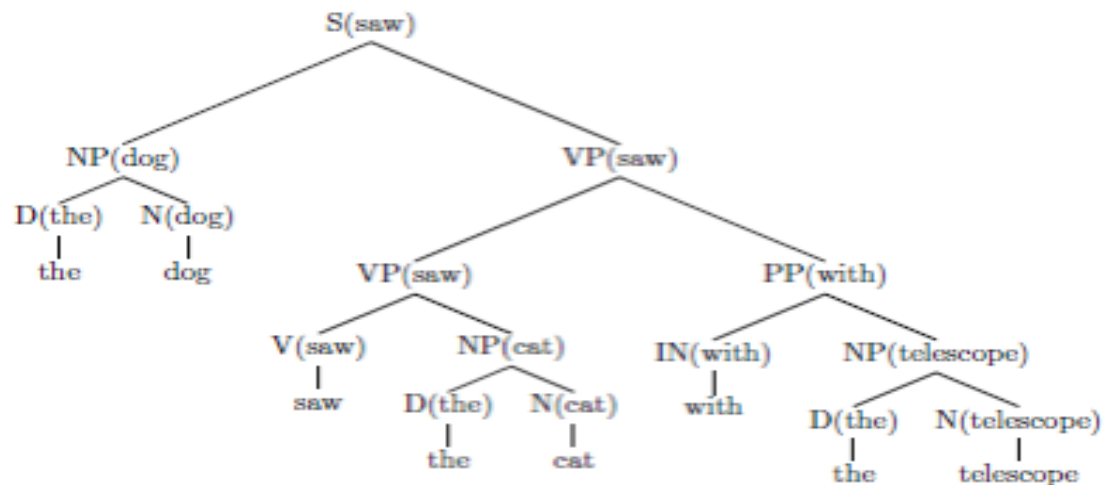 S(saw)
NP(dog) VP(saw)
D(the) N(dog)
the dog
VP(saw) PP(with)
V(saw) NP(cat) IN(with) NP(telescope)
saw D(the) N(cat) with D(the) N(telescope)
the cat the telescope